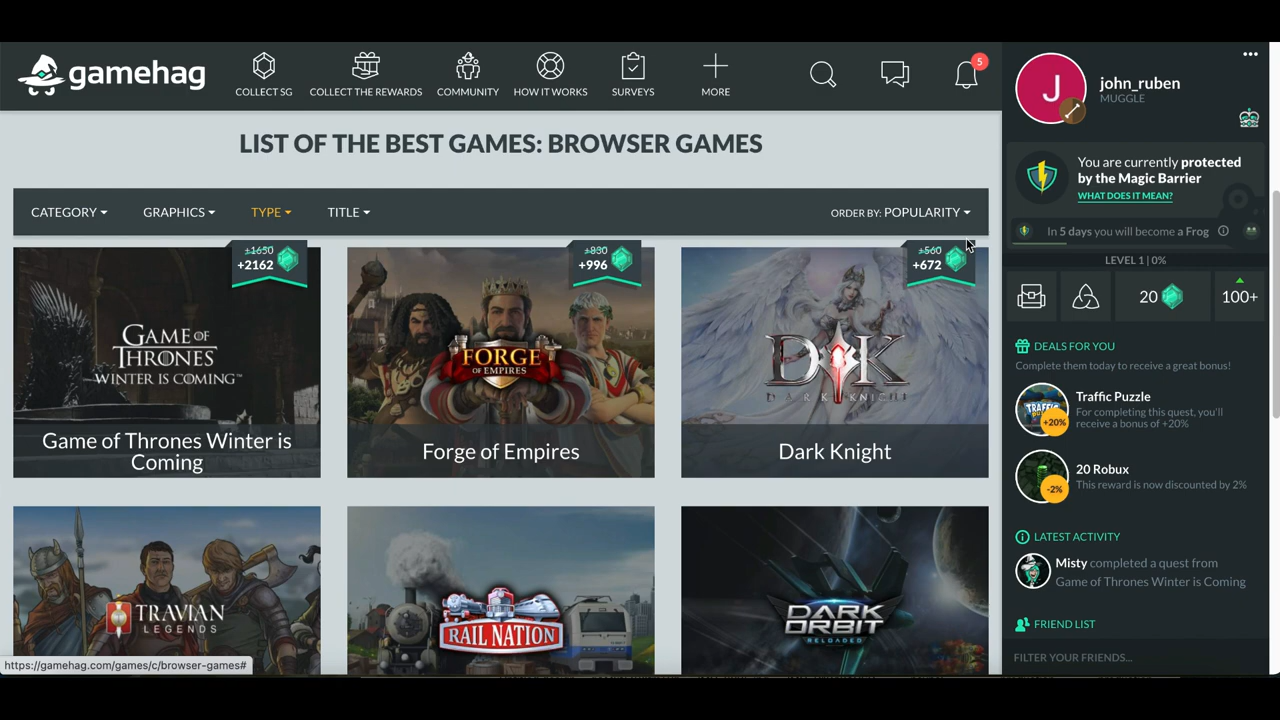 gamehag
COLLECT SG
COLLECT THE REWARDS
COMMUNITY
HOW IT WORKS
SURVEYS
MORE
5
J
john_ruben
MUGGLE
LIST OF THE BEST GAMES: BROWSER GAMES
CATEGORY
GRAPHICS
TYPE
TITLE
ORDER BY: POPULARITY
+1650
+2162
GAME OF
THRONES
WINTER IS COMING™
Game of Thrones Winter is
Coming
+830
+996
FORGE
OF EMPIRES
Forge of Empires
+560
+672
DK
DARK KNIGHT
Dark Knight
TRAVIAN
LEGENDS
RAIL NATION
DARK
ORBIT
RELOADED
https://gamehag.com/games/c/browser-games#
You are currently protected
by the Magic Barrier
WHAT DOES IT MEAN?
In 5 days you will become a Frog
LEVEL 1 | 0%
20
100+
DEALS FOR YOU
Complete them today to receive a great bonus!
TRAFFIC
+20%
Traffic Puzzle
For completing this quest, you'll
receive a bonus of +20%
-2%
20 Robux
This reward is now discounted by 2%
LATEST ACTIVITY
Misty completed a quest from
Game of Thrones Winter is Coming
FRIEND LIST
FILTER YOUR FRIENDS...